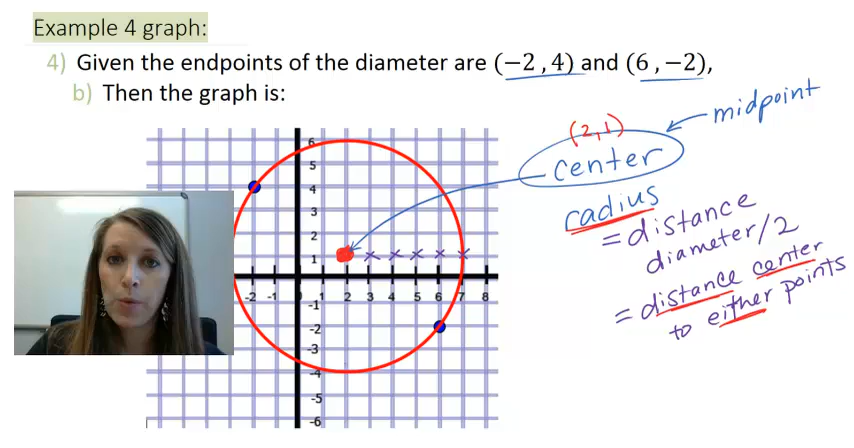 Example 4 graph:
4) Given the endpoints of the diameter are (−2 , 4) and (6 , −2),
b) Then the graph is:
midpoint
(2,1)
center
radius
= distance
diameter/2
= distance center
to either points
6
5
4
3
2
1
-2 -1 1 2 3 4 5 6 7 8
-1
-2
-3
-4
-5
-6